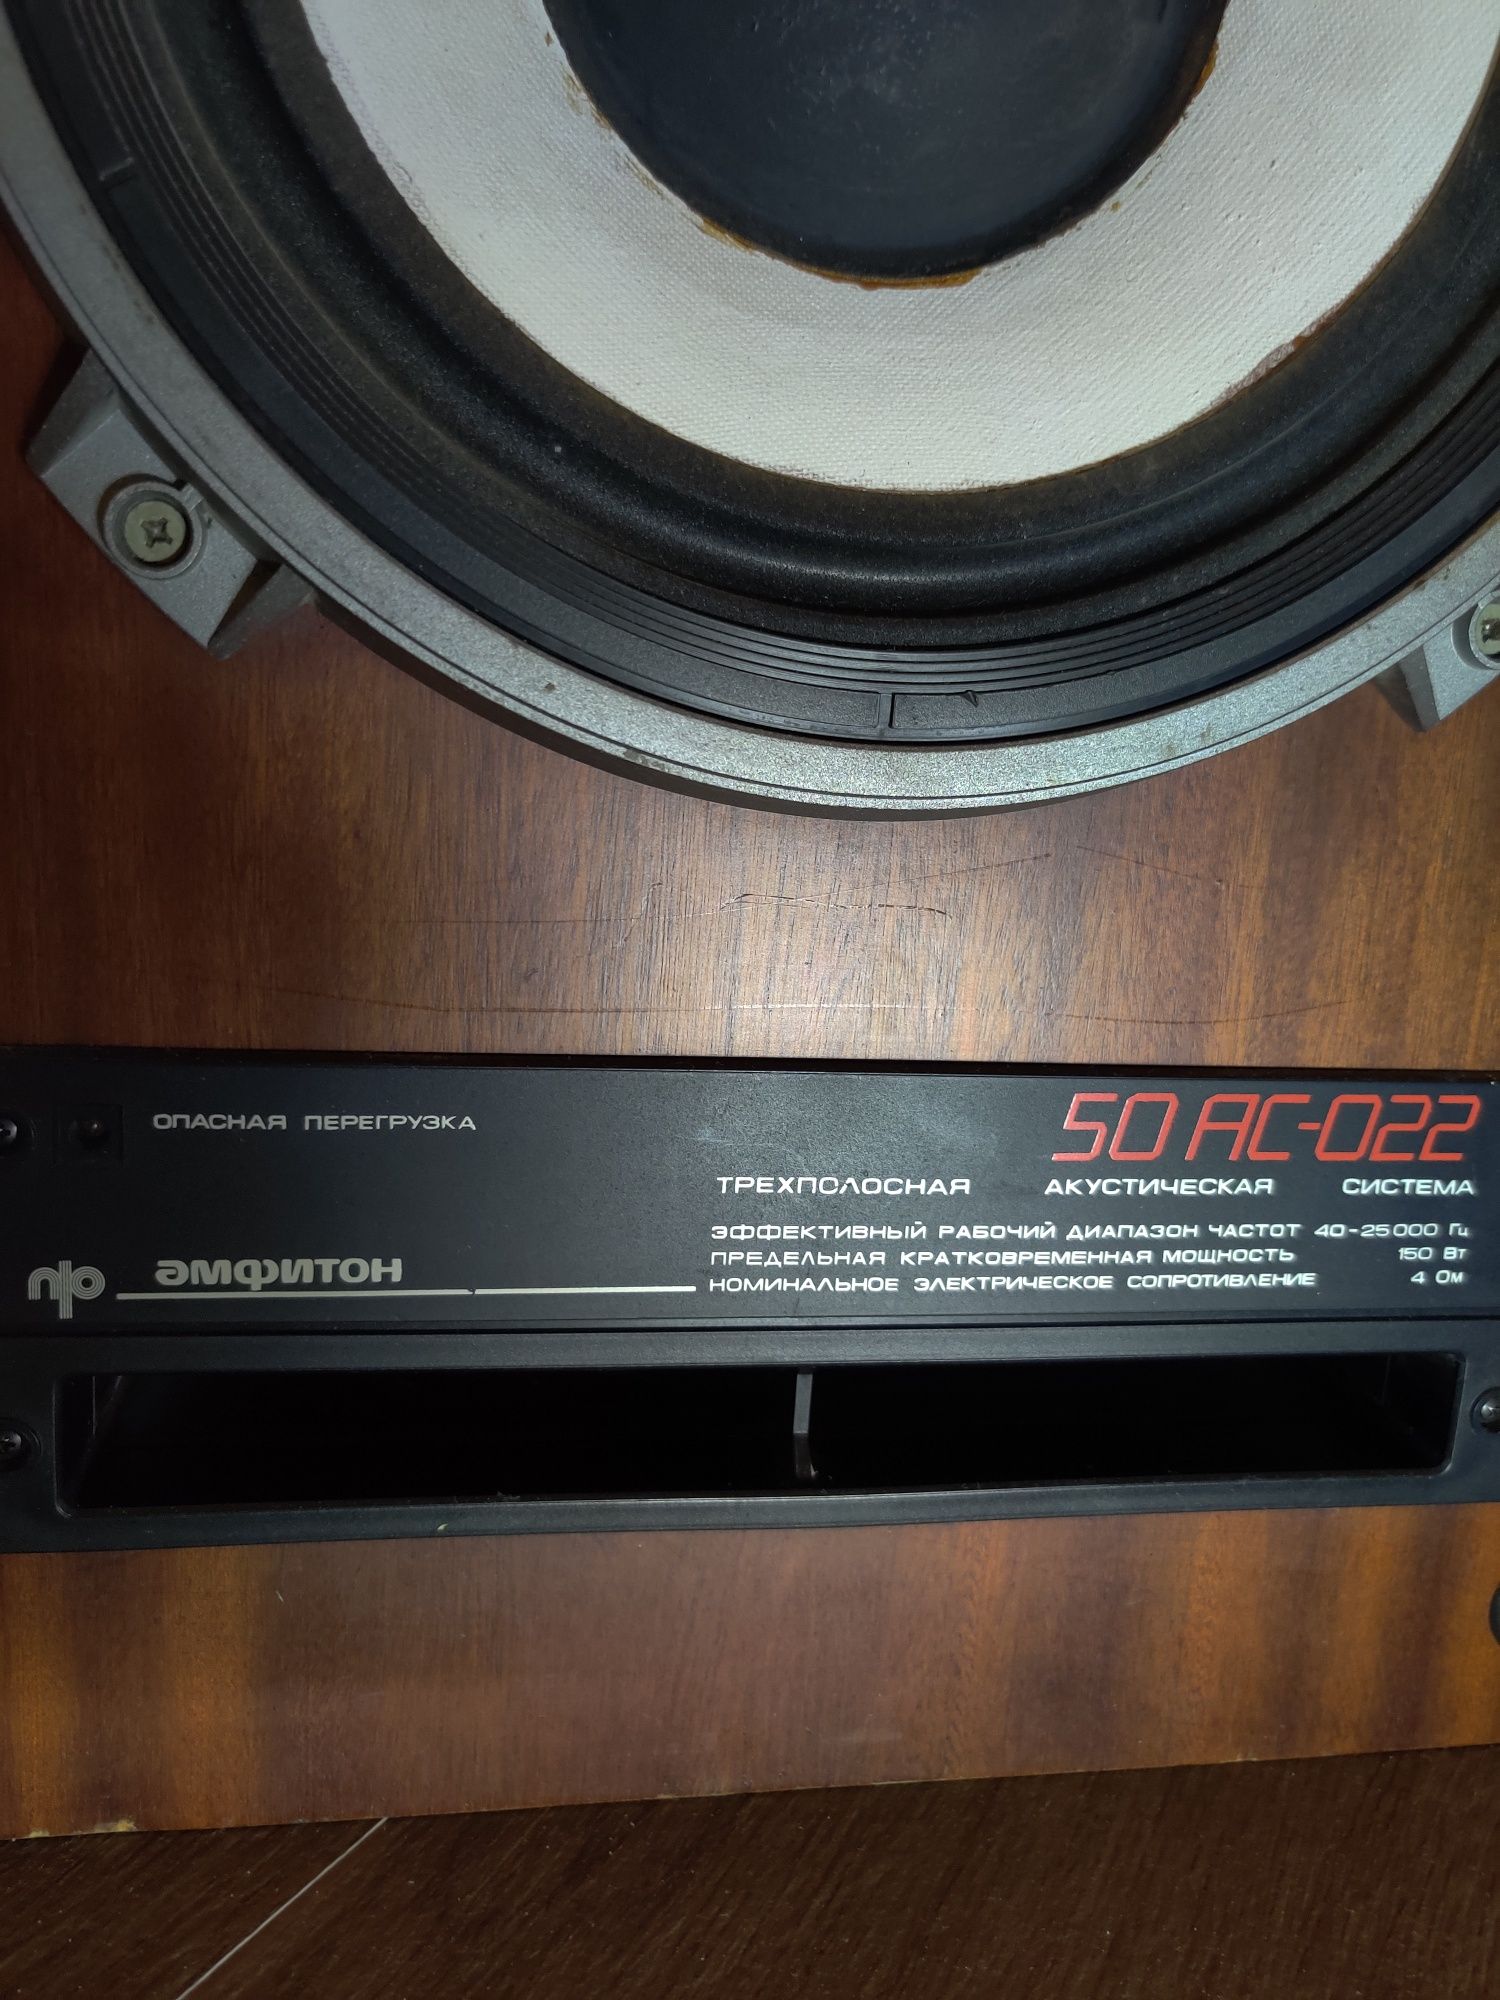 ОПАСНАЯ ПЕРЕГРУЗКА
50 АС-022
ТРЕХПОЛОСНАЯ АКУСТИЧЕСКАЯ СИСТЕМА
ЭФФЕКТИВНЫЙ РАБОЧИЙ ДИАПАЗОН ЧАСТОТ 40-25000 Гц
ПРЕДЕЛЬНАЯ КРАТКОВРЕМЕННАЯ МОЩНОСТЬ 150 Вт
НОМИНАЛЬНОЕ ЭЛЕКТРИЧЕСКОЕ СОПРОТИВЛЕНИЕ 4 Ом
амфитон